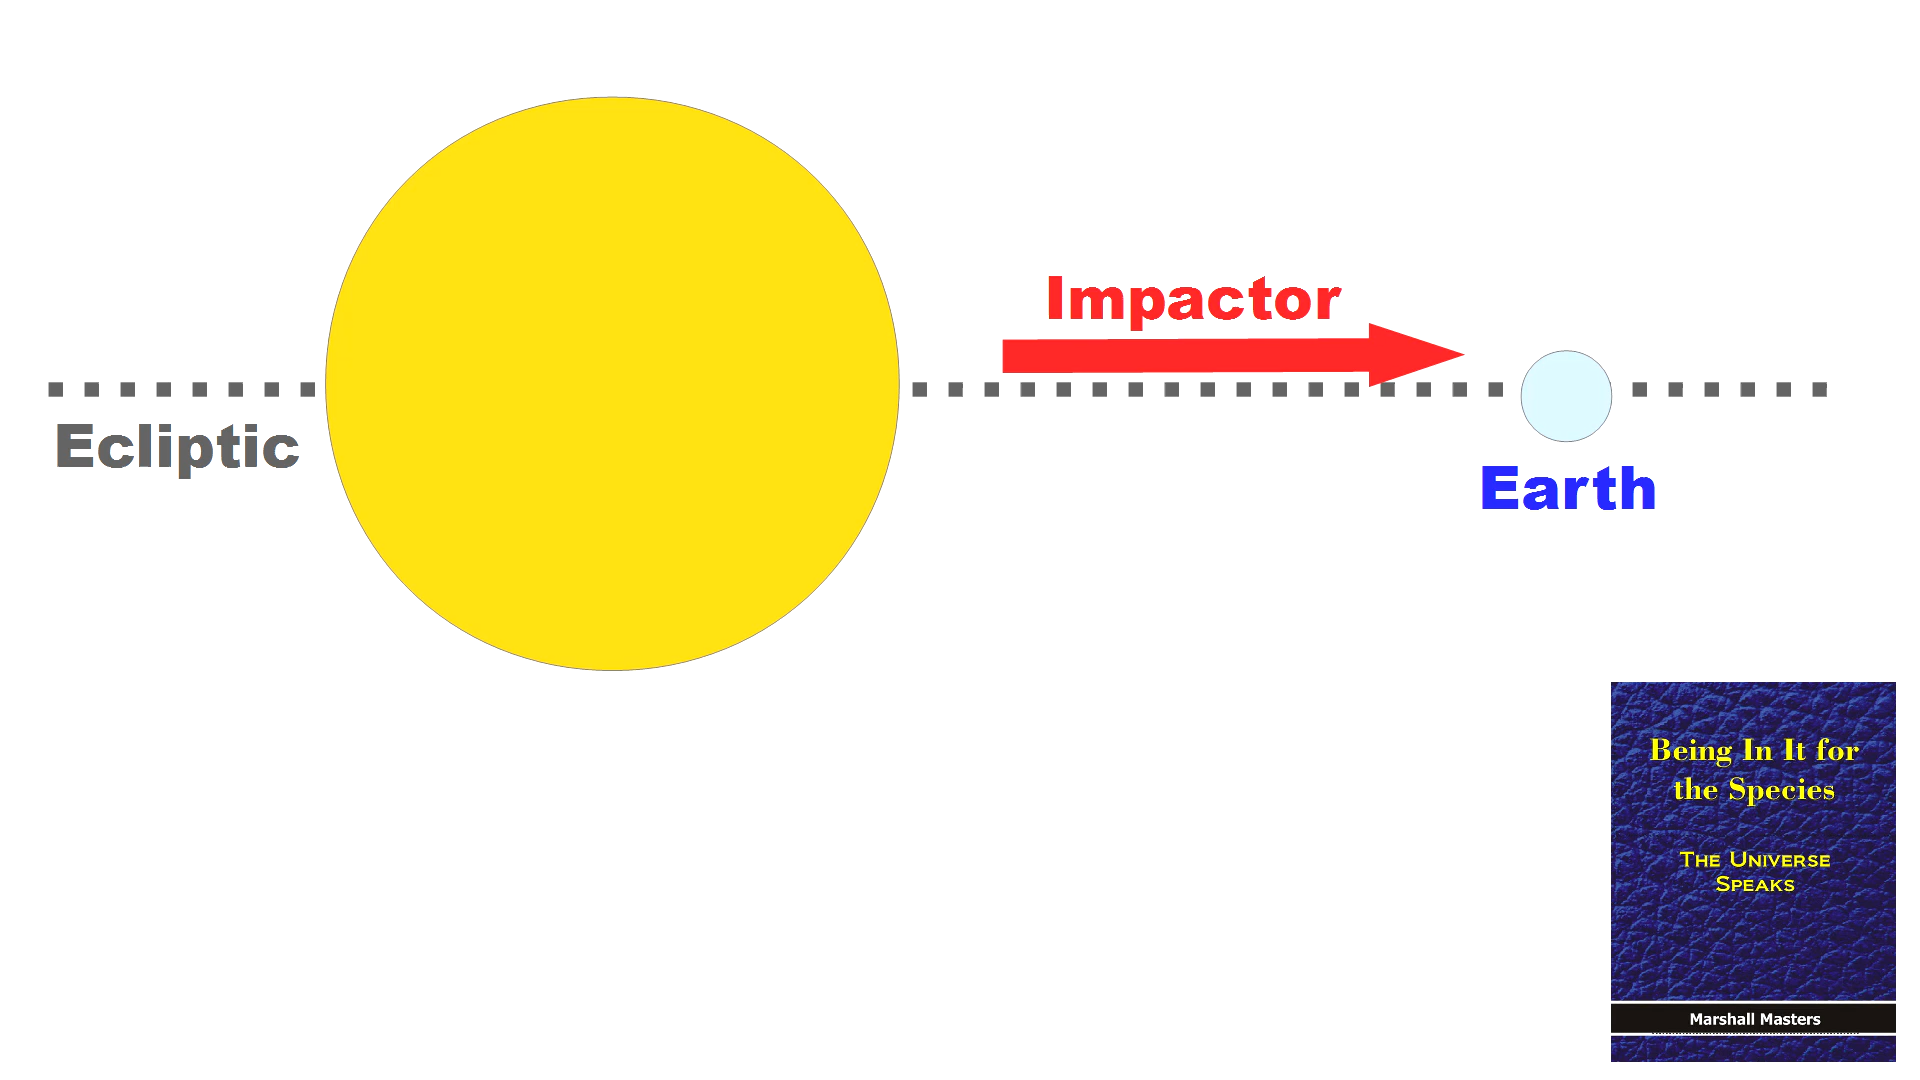 Impactor
Ecliptic
Earth
Being In It for
the Species
The Universe
Speaks
Marshall Masters